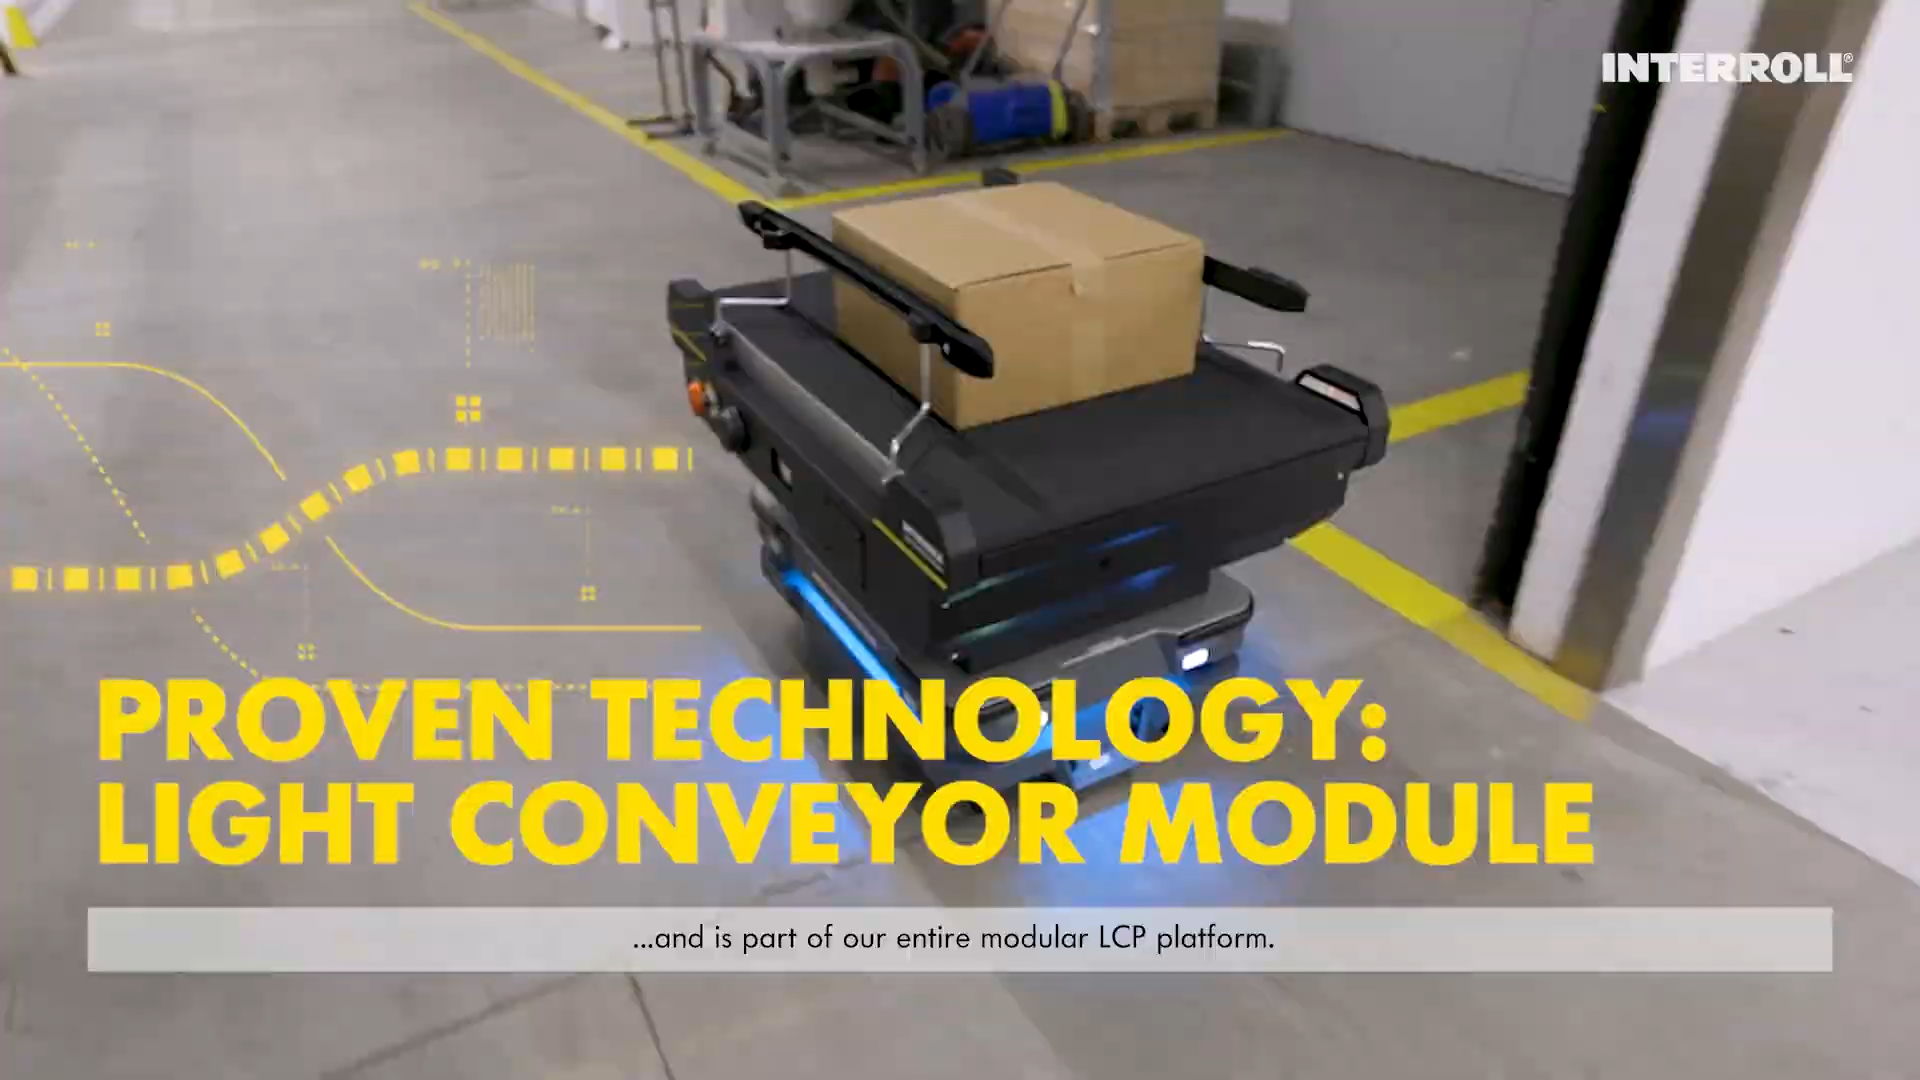 INTERROLL®
PROVEN TECHNOLOGY:
LIGHT CONVEYOR MODULE
...and is part of our entire modular LCP platform.